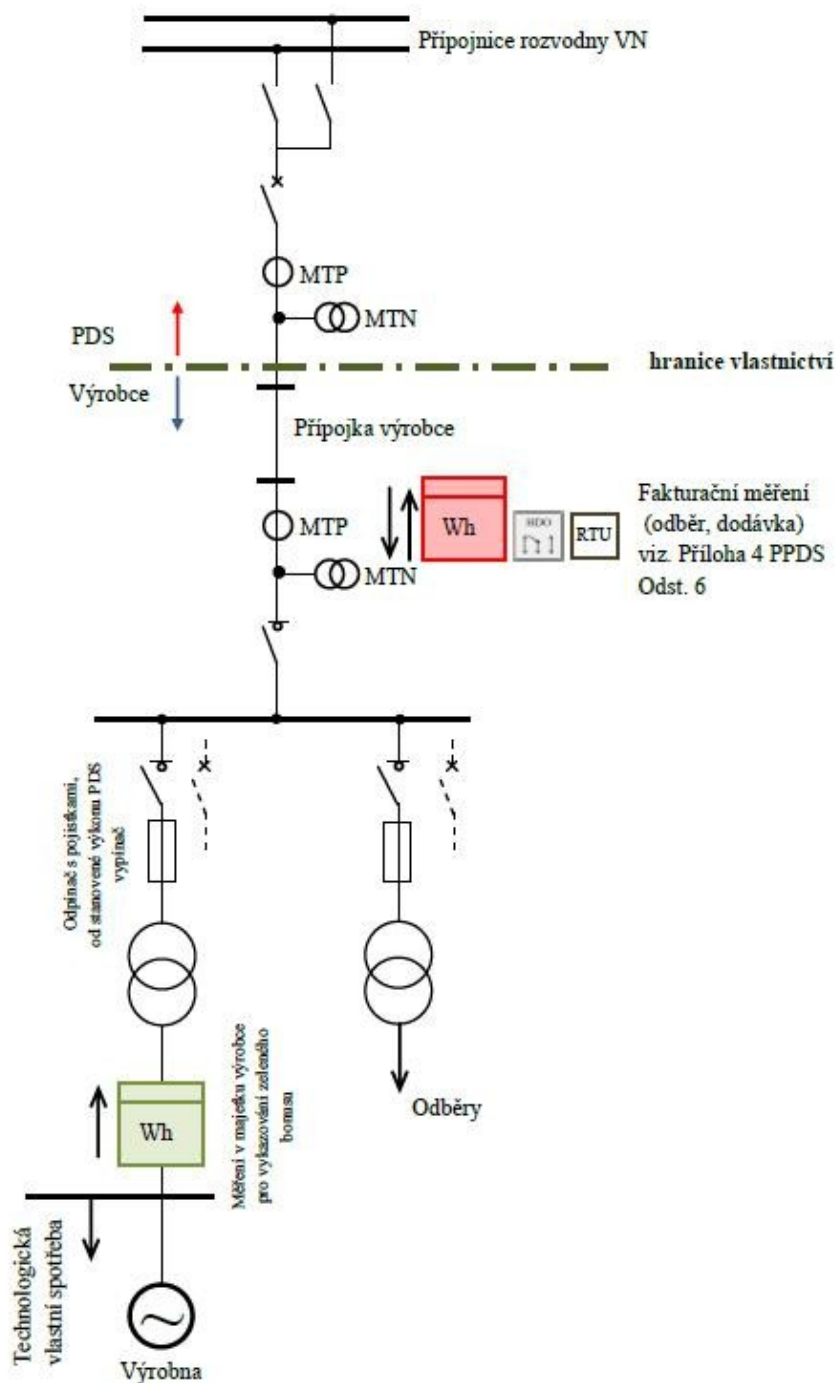 Přípojnice rozvodny VN
MTP
MTN
PDS
hranice vlastnictví
Výrobce
Přípojka výrobce
MTP
Wh
HDO
RTU
Fakturační měření
(odběr, dodávka)
viz. Příloha 4 PPDS
Odst. 6
MTN
Odpínač s pojistkami,
od stanovené výkonu PDS
vypínač
Měření v majetku výrobce
pro vykazování zeleného
bonusu
Wh
Odběry
Technologická
vlastní spotřeba
Výrobna